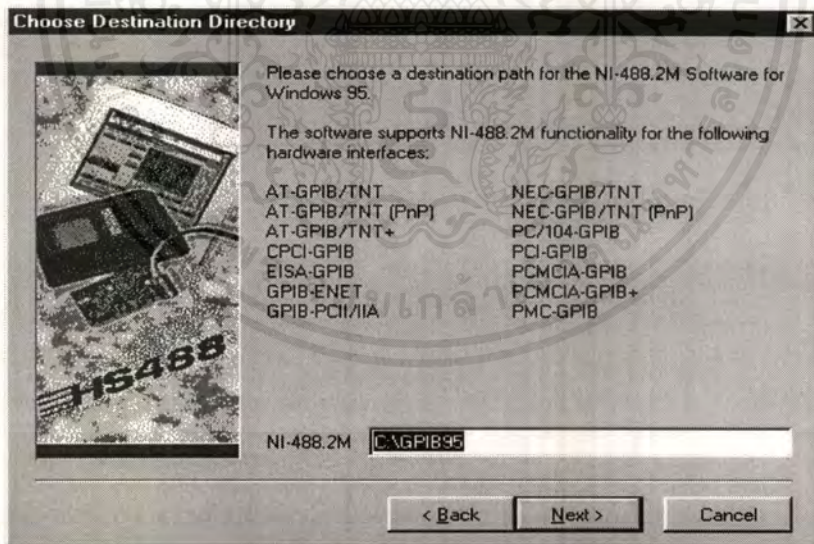 Choose Destination Directory
Please choose a destination path for the NI-488.2M Software for
Windows 95.
The software supports NI-488.2M functionality for the following
hardware interfaces:
AT-GPIB/TNT
AT-GPIB/TNT (PnP)
AT-GPIB/TNT+
CPCI-GPIB
EISA-GPIB
GPIB-ENET
GPIB-PCII/IIA
NEC-GPIB/TNT
NEC-GPIB/TNT (PnP)
PC/104-GPIB
PCI-GPIB
PCMCIA-GPIB
PCMCIA-GPIB+
PMC-GPIB
HS488
NI-488.2M C:\GPIB95
< Back Next > Cancel